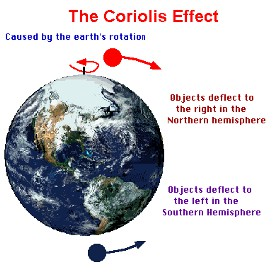 The Coriolis Effect
Caused by the earth's rotation
Objects deflect to
the right in the
Northern hemisphere
Objects deflect to
the left in the
Southern Hemisphere